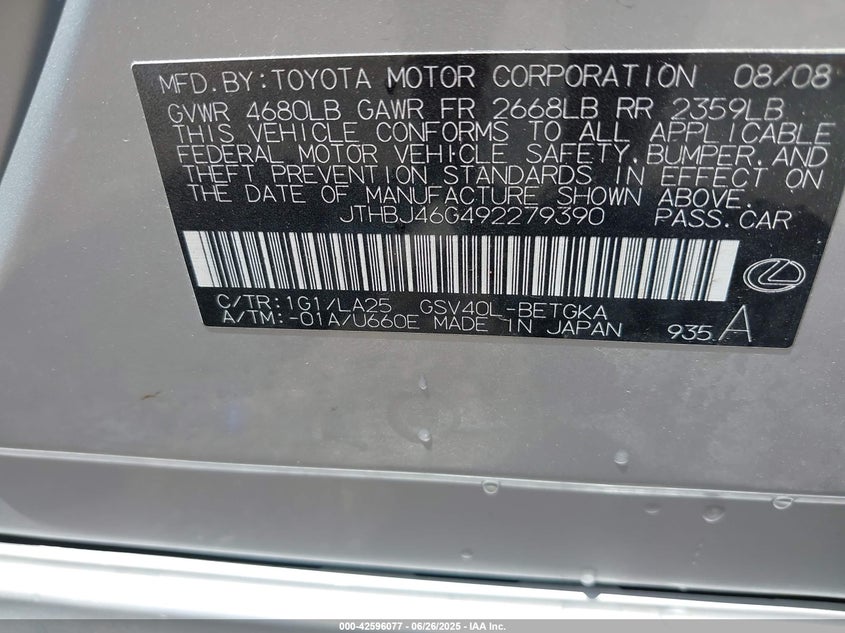 MFD.BY:TOYOTA MOTOR CORPORATION 08/08
GVWR 4680LB GAWR FR 2668LB RR 2359LB
THIS VEHICLE CONFORMS TO ALL APPLICABLE
FEDERAL MOTOR VEHICLE SAFETY,BUMPER,AND
THEFT PREVENTION STANDARDS IN EFFECT ON
THE DATE OF MANUFACTURE SHOWN ABOVE.
JTHBJ46G492279390 PASS.CAR
C/TR:1G1/LA25 GSV40L-BETGKA
A/TM:-01A/U660E MADE IN JAPAN 935 A
000-42596077 - 06/26/2025 - IAA Inc.